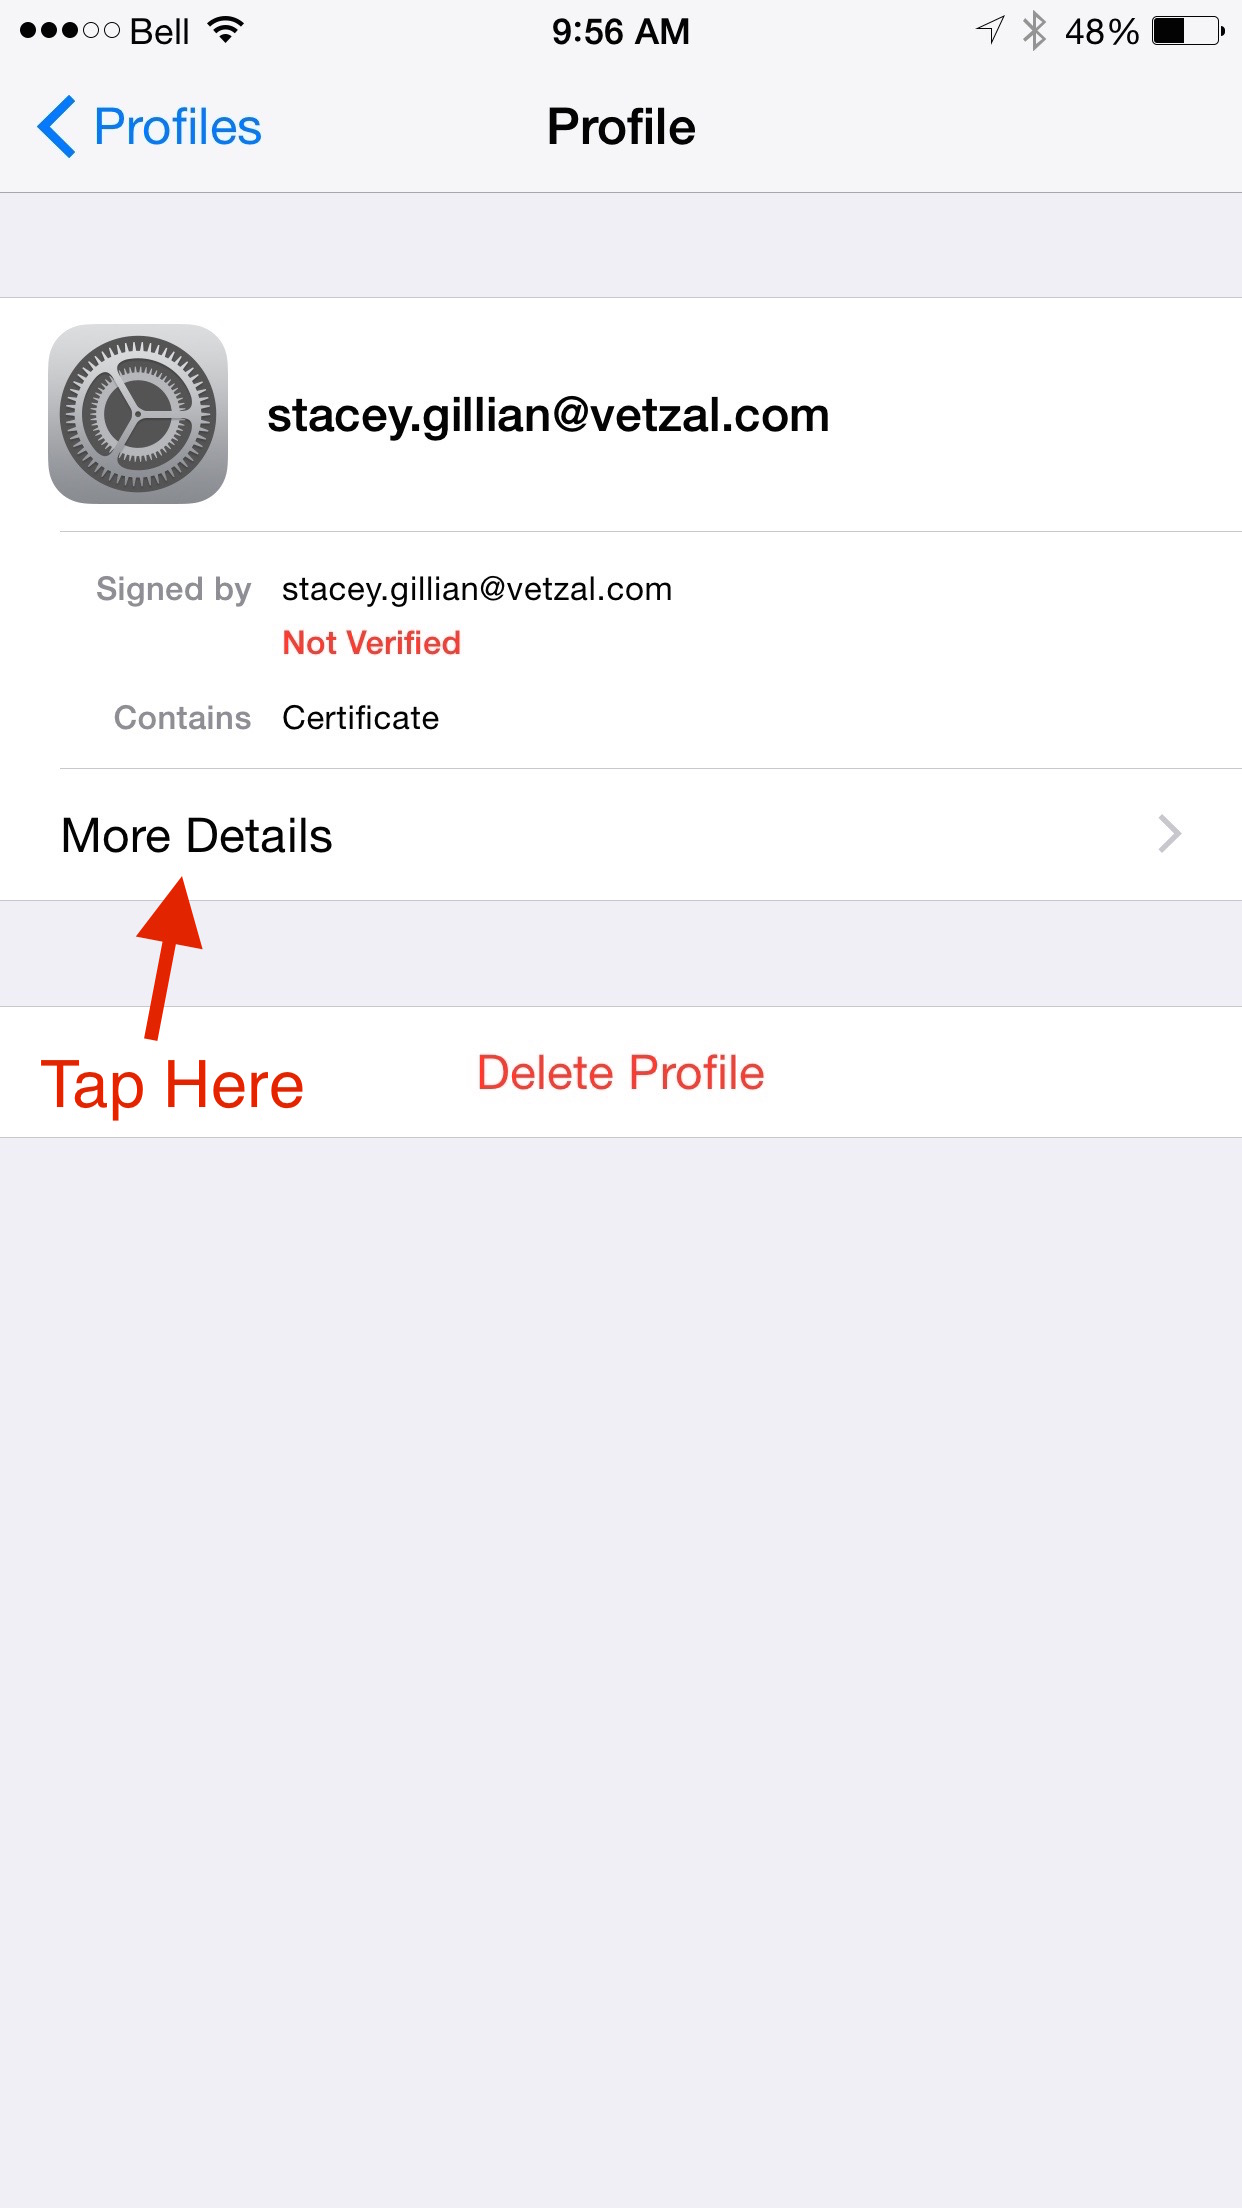 Bell 9:56 AM 48%
Profiles Profile
stacey.gillian@vetzal.com
Signed by stacey.gillian@vetzal.com
Not Verified
Contains Certificate
More Details
Tap Here
Delete Profile